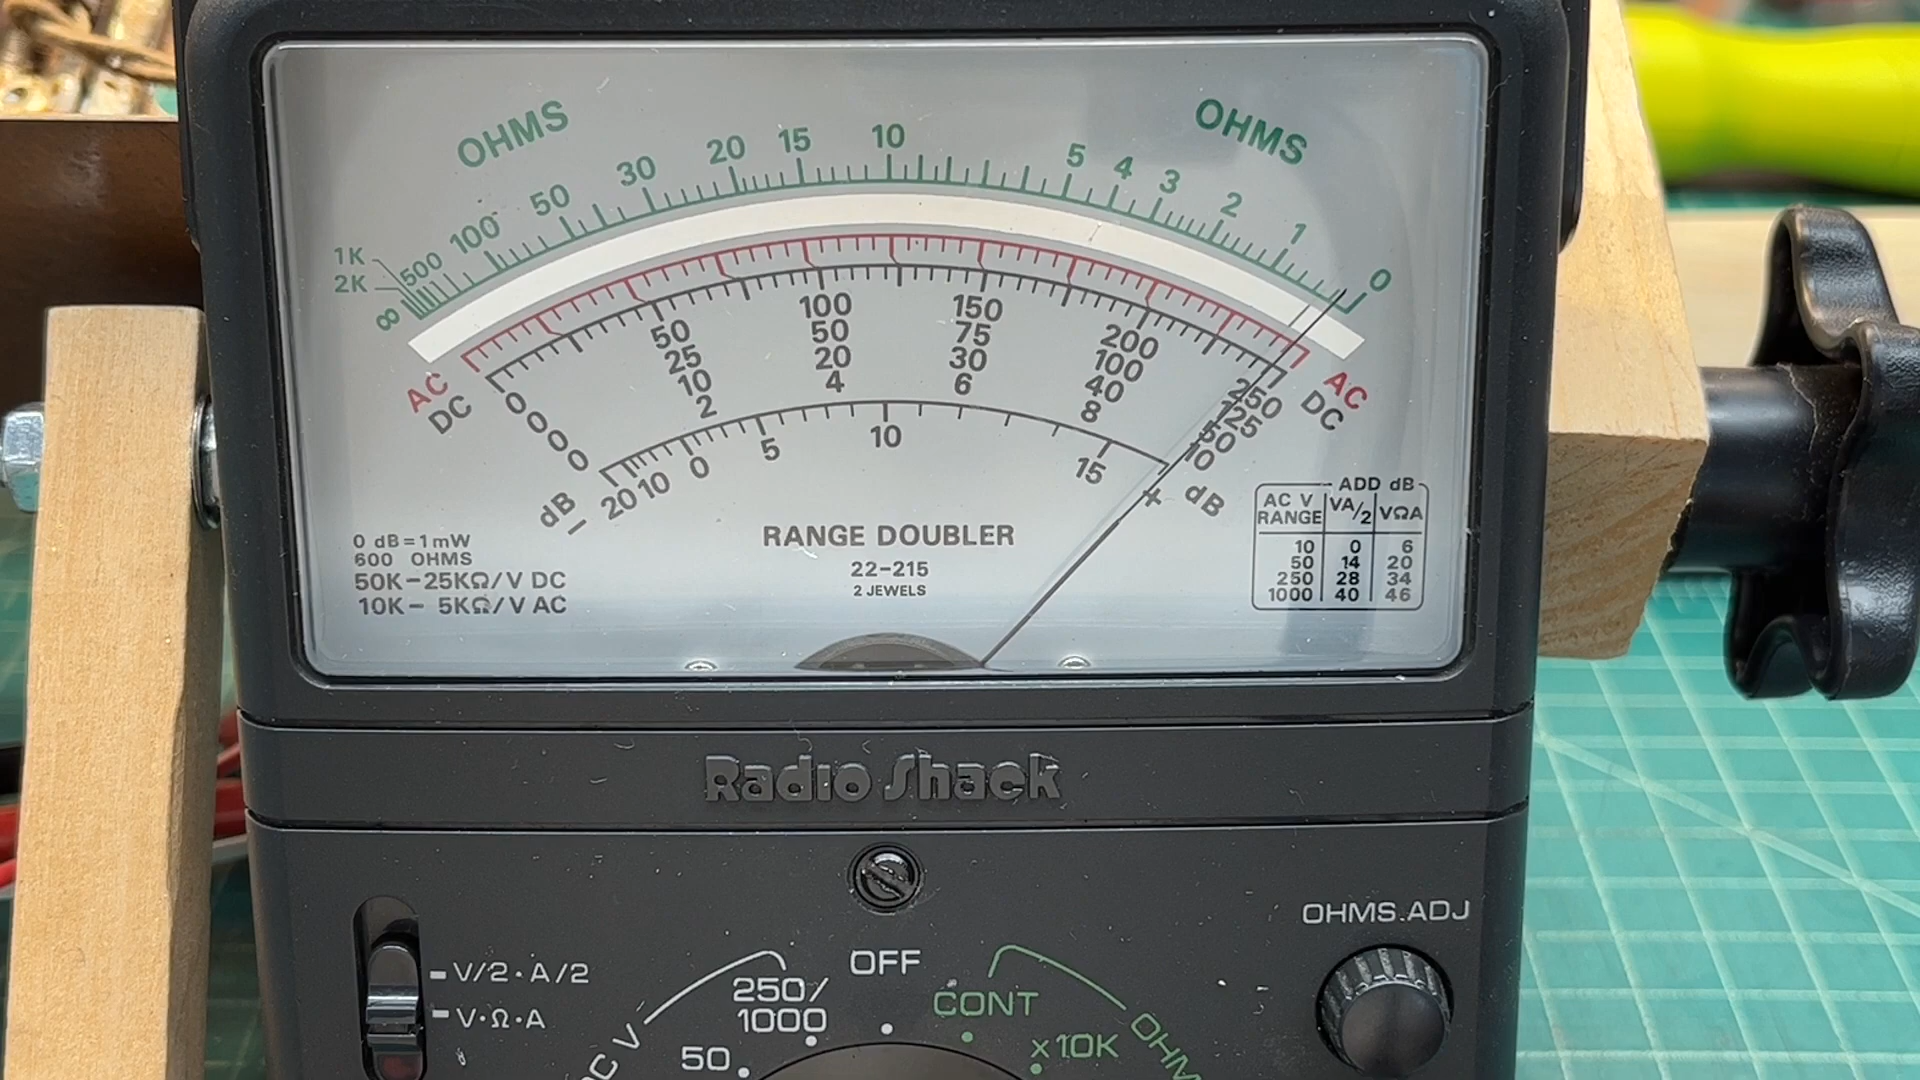 OHMS OHMS
1K 2K ∞ 500 100 50 30 20 15 10 5 4 3 2 1 0
AC AC
DC DC
0 50 100 150 200 250
0 25 50 75 100 125
0 10 20 30 40 50
0 2 4 6 8 10
dB − 20 10 0 5 10 15 + dB
0 dB=1mW
600 OHMS
50K-25KΩ/V DC
10K- 5KΩ/V AC
RANGE DOUBLER
22-215
2 JEWELS
ADD dB
AC V RANGE VA/2 VΩA
10 0 6
50 14 20
250 28 34
1000 40 46
Radio Shack
OHMS.ADJ
V/2·A/2
V·Ω·A
OFF
250/
1000
50
CONT
x10K